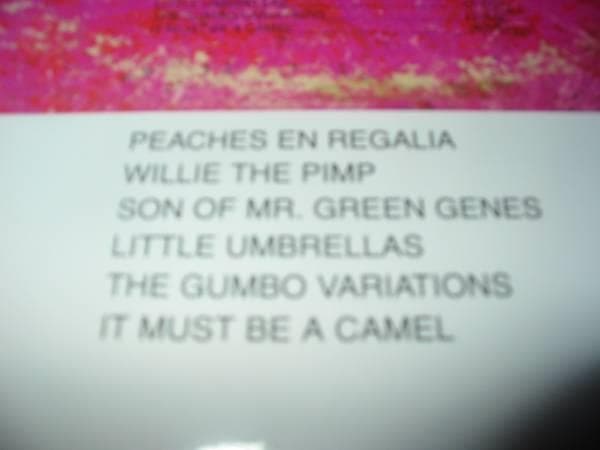 PEACHES EN REGALIA
WILLIE THE PIMP
SON OF MR. GREEN GENES
LITTLE UMBRELLAS
THE GUMBO VARIATIONS
IT MUST BE A CAMEL